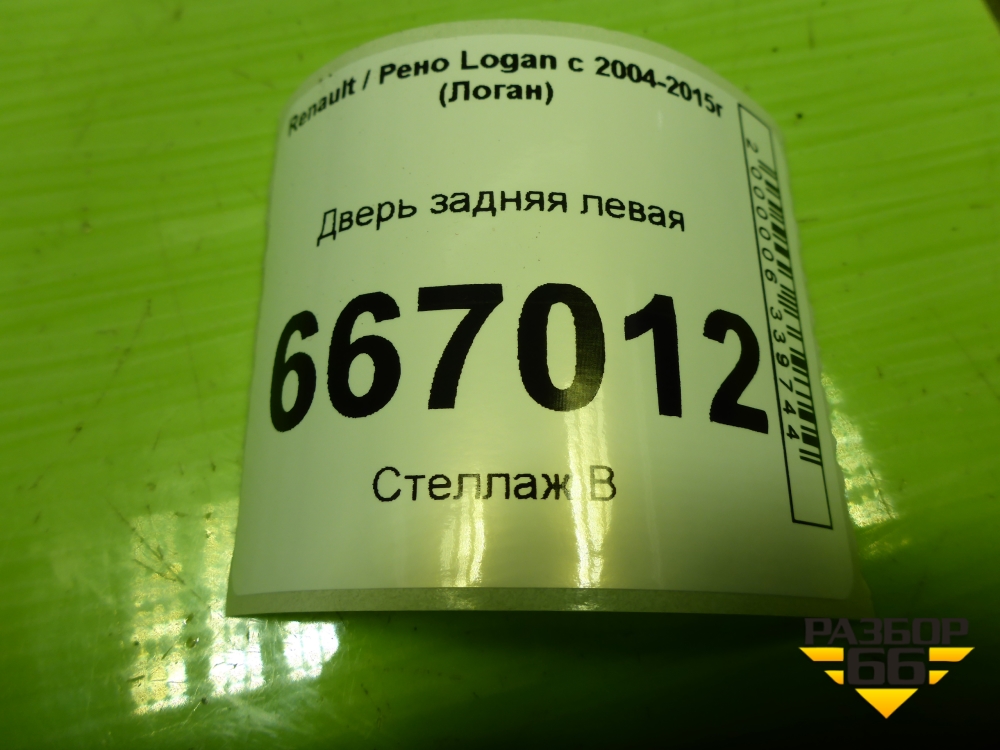 Renault / Рено Logan с 2004-2015г
(Логан)
Дверь задняя левая
667012
Стеллаж В
2000006339744
РАЗБОР
66